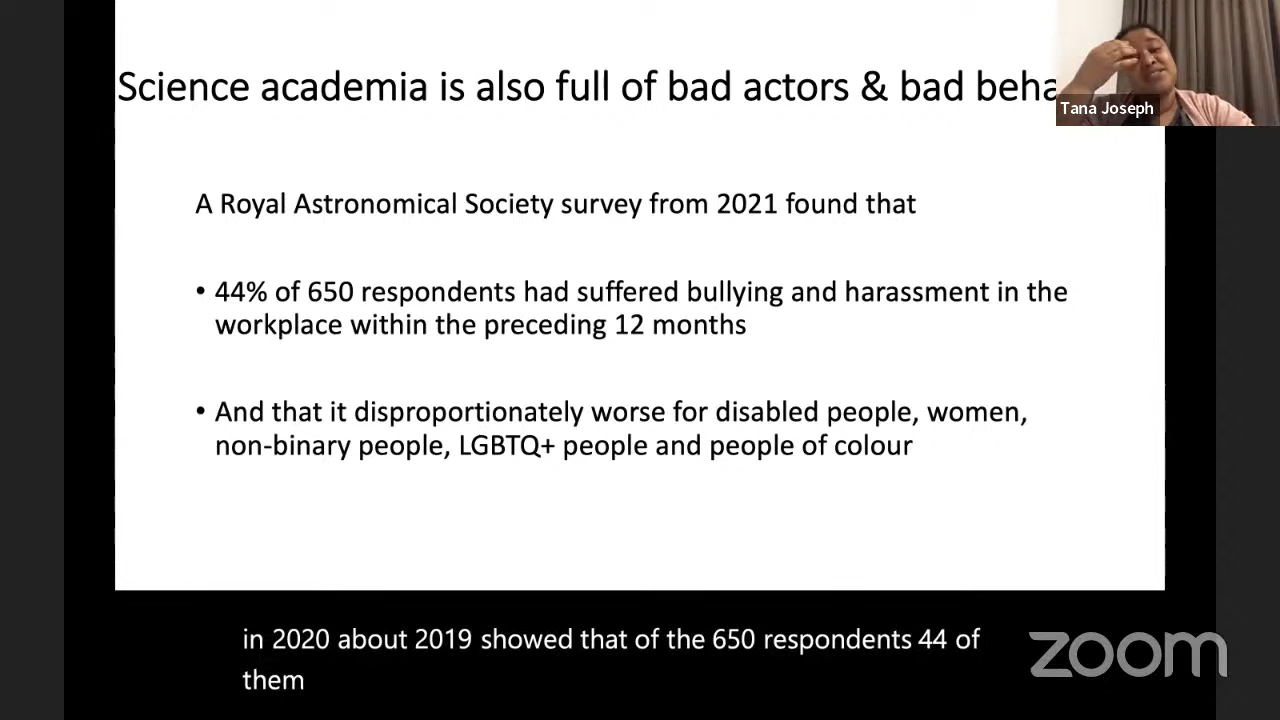 Science academia is also full of bad actors & bad beha
Tana Joseph
A Royal Astronomical Society survey from 2021 found that
• 44% of 650 respondents had suffered bullying and harassment in the
workplace within the preceding 12 months
• And that it disproportionately worse for disabled people, women,
non-binary people, LGBTQ+ people and people of colour
in 2020 about 2019 showed that of the 650 respondents 44 of
them
zoom